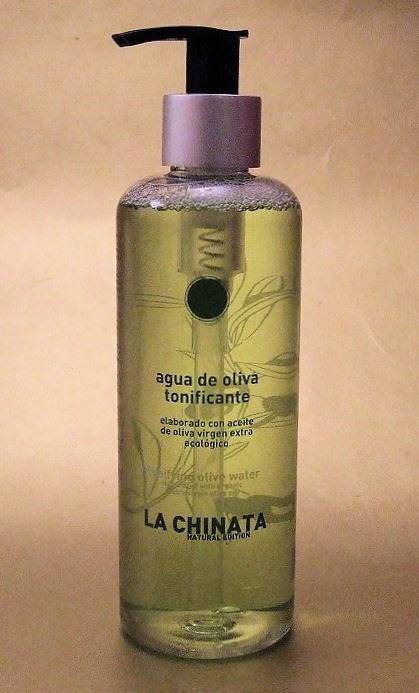 agua de oliva
tonificante
elaborado con aceite
de oliva virgen extra
ecológico
olive water
LA CHINATA
NATURAL EDITION